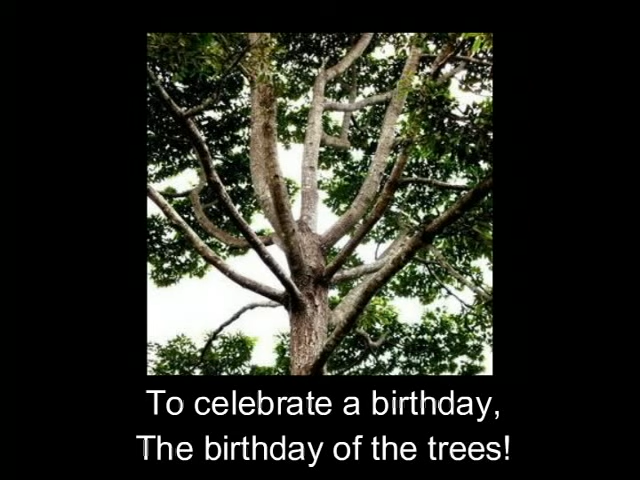 To celebrate a birthday,
The birthday of the trees!